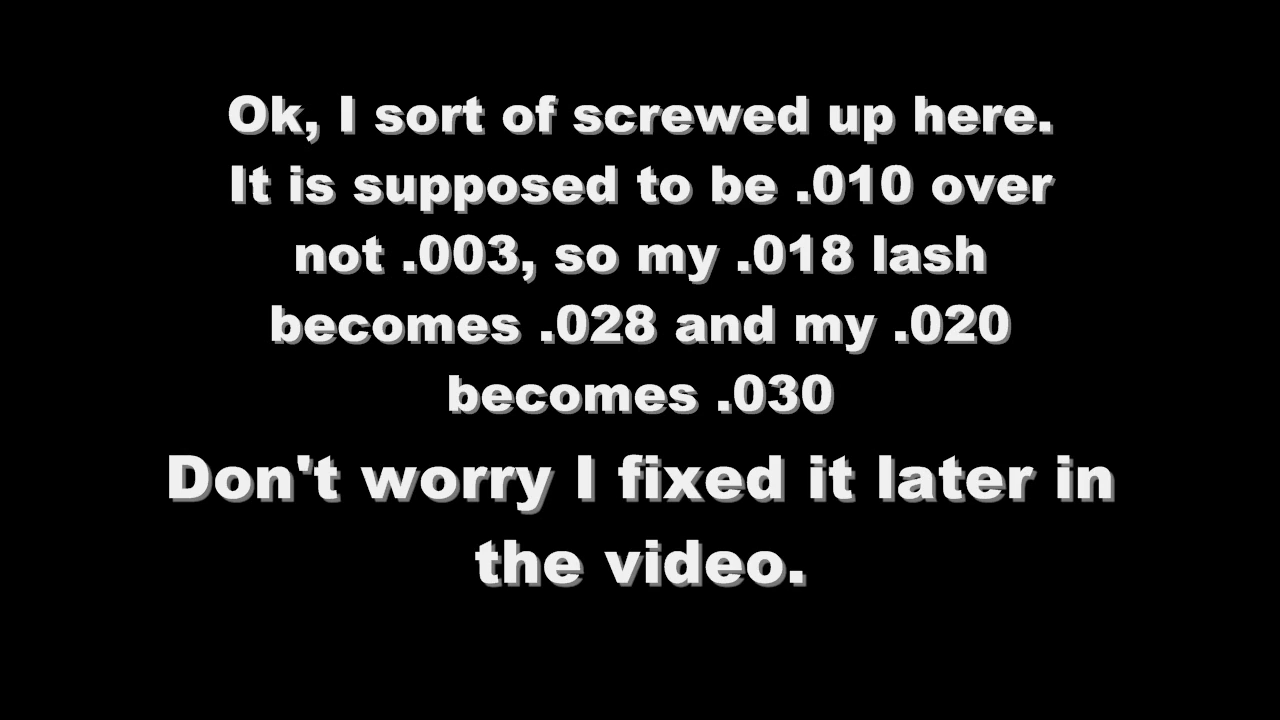 Ok, I sort of screwed up here.
It is supposed to be .010 over
not .003, so my .018 lash
becomes .028 and my .020
becomes .030
Don't worry I fixed it later in
the video.